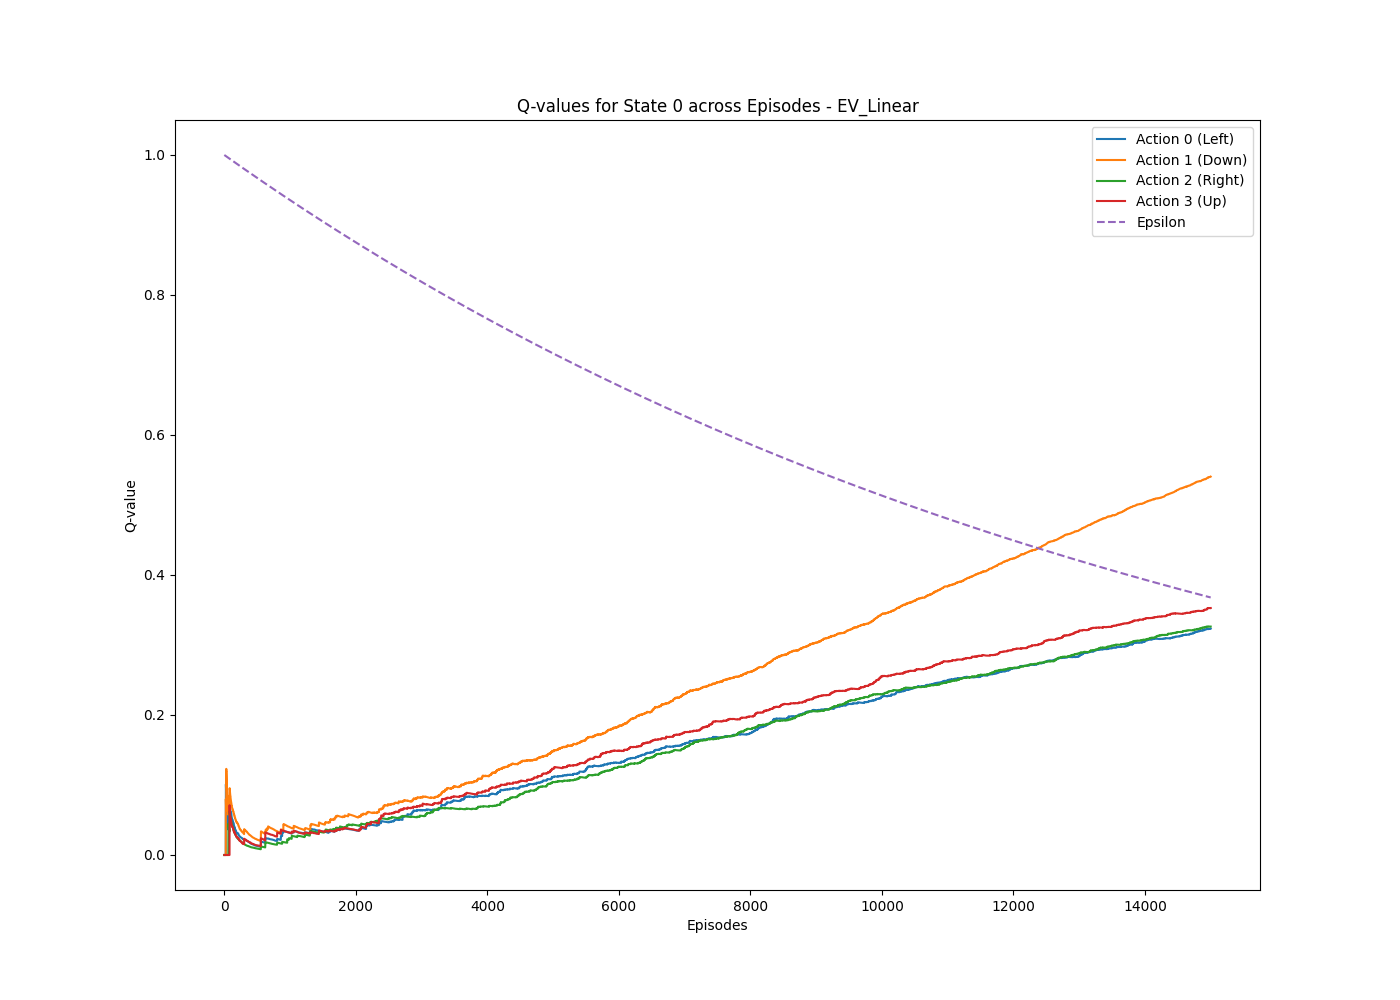 Q-values for State 0 across Episodes - EV_Linear
Action 0 (Left)
Action 1 (Down)
Action 2 (Right)
Action 3 (Up)
Epsilon
1.0
0.8
0.6
0.4
0.2
0.0
Q-value
0 2000 4000 6000 8000 10000 12000 14000
Episodes